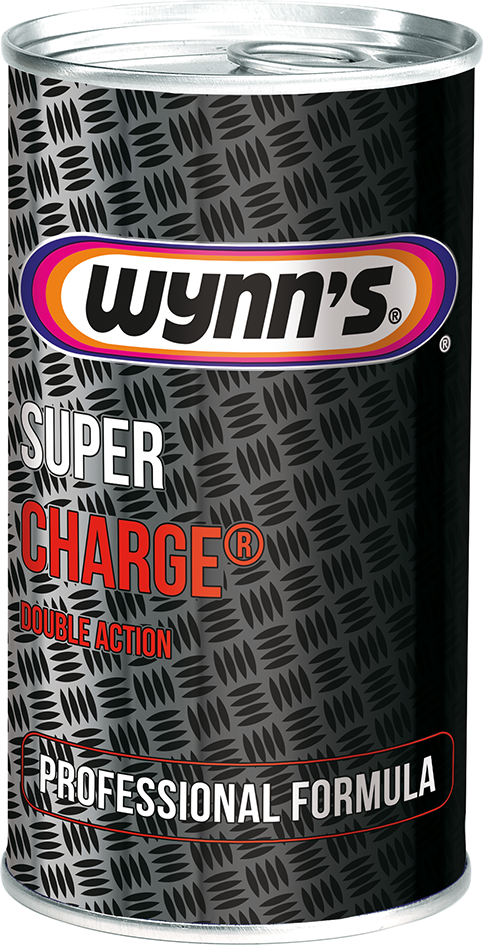 wynn's®
®
SUPER
CHARGE®
DOUBLE ACTION
PROFESSIONAL FORMULA